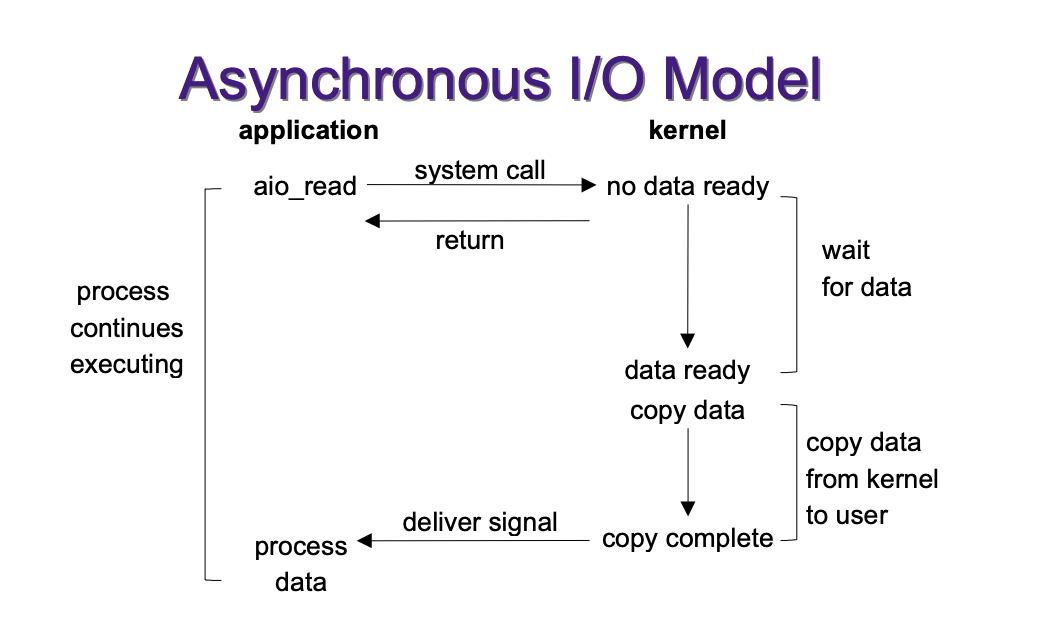 Asynchronous I/O Model
application
kernel
system call
aio_read
no data ready
return
wait
for data
process
continues
executing
data ready
copy data
copy data
from kernel
to user
deliver signal
copy complete
process
data